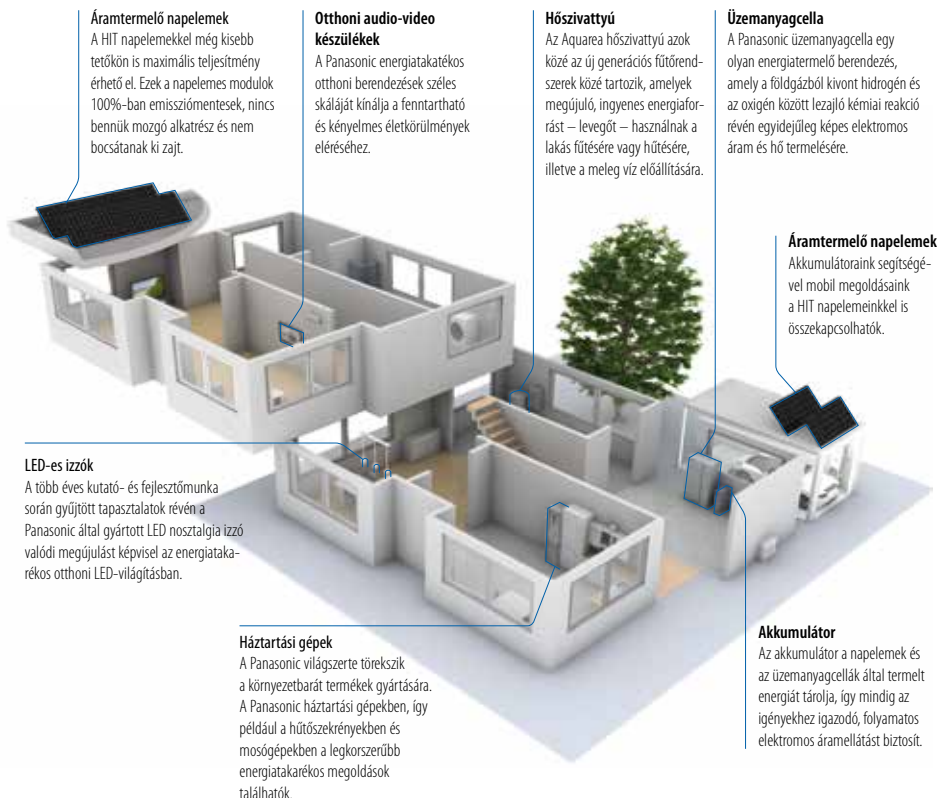 Áramtermelő napelemek
A HIT napelemekkel még kisebb
tetőkön is maximális teljesítmény
érhető el. Ezek a napelemes modulok
100%-ban emissziómentesek, nincs
bennük mozgó alkatrész és nem
bocsátanak ki zajt.
Otthoni audio-video
készülékek
A Panasonic energiatakatékos
otthoni berendezések széles
skáláját kínálja a fenntartható
és kényelmes életkörülmények
eléréséhez.
Hőszivattyú
Az Aquarea hőszivattyú azok
közé az új generációs fűtőrend-
szerek közé tartozik, amelyek
megújuló, ingyenes energiafor-
rást – levegőt – használnak a
lakás fűtésére vagy hűtésére,
illetve a meleg víz előállítására.
Üzemanyagcella
A Panasonic üzemanyagcella egy
olyan energiatermelő berendezés,
amely a földgázból kivont hidrogén és
az oxigén között lezajló kémiai reakció
révén egyidejűleg képes elektromos
áram és hő termelésére.
Áramtermelő napelemek
Akkumulátoraink segítségé-
vel mobil megoldásaink
a HIT napelemeinkkel is
összekapcsolhatók.
LED-es izzók
A több éves kutató- és fejlesztőmunka
során gyűjtött tapasztalatok révén a
Panasonic által gyártott LED nosztalgia izzó
valódi megújulást képvisel az energiataka-
rékos otthoni LED-világításban.
Háztartási gépek
A Panasonic világszerte törekszik
a környezetbarát termékek gyártására.
A Panasonic háztartási gépekben, így
például a hűtőszekrényekben és
mosógépekben a legkorszerűbb
energiatakarékos megoldások
találhatók.
Akkumulátor
Az akkumulátor a napelemek és
az üzemanyagcellák által termelt
energiát tárolja, így mindig az
igényekhez igazodó, folyamatos
elektromos áramellátást biztosít.